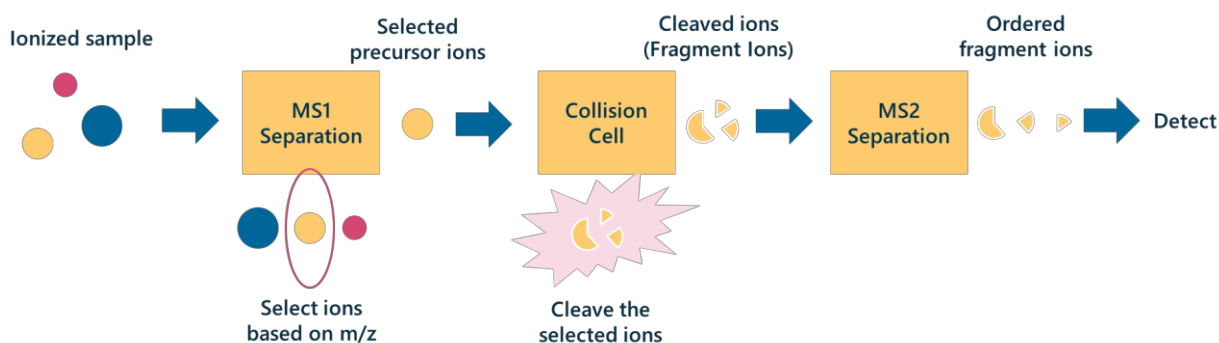 Ionized sample
Selected
precursor ions
Cleaved ions
(Fragment Ions)
Ordered
fragment ions
MS1
Separation
Collision
Cell
MS2
Separation
Detect
Select ions
based on m/z
Cleave the
selected ions